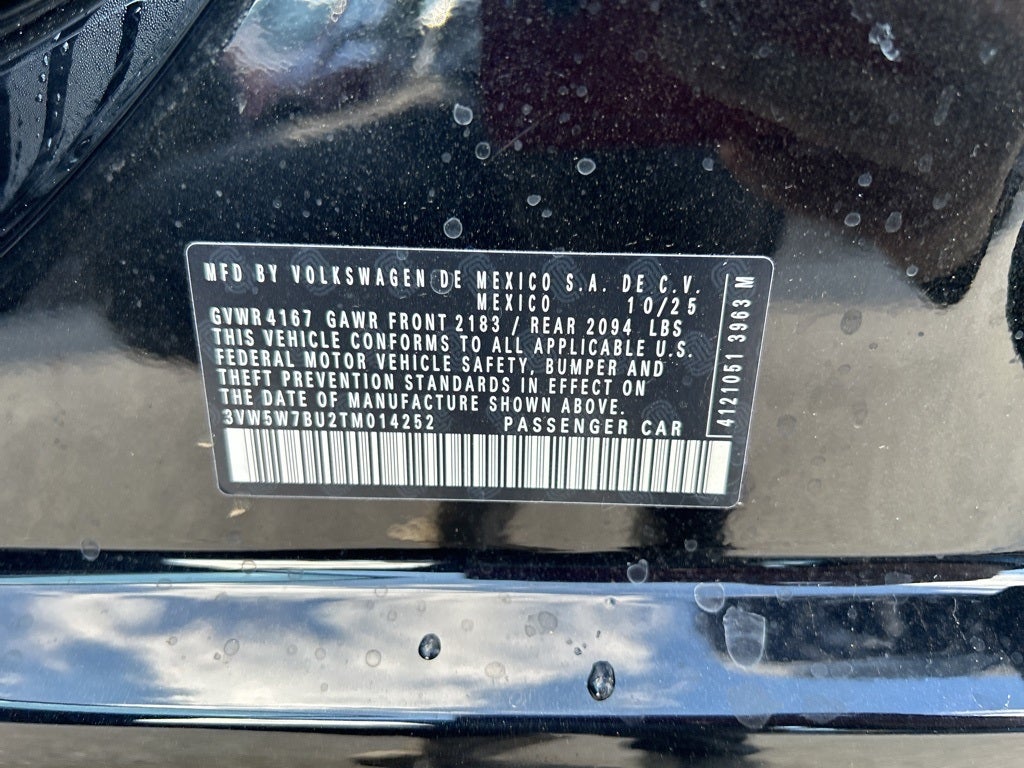 MFD BY VOLKSWAGEN DE MEXICO S.A. DE C.V.
MEXICO 10/25
GVWR 4167 GAWR FRONT 2183 / REAR 2094 LBS
THIS VEHICLE CONFORMS TO ALL APPLICABLE U.S.
FEDERAL MOTOR VEHICLE SAFETY, BUMPER AND
THEFT PREVENTION STANDARDS IN EFFECT ON
THE DATE OF MANUFACTURE SHOWN ABOVE.
3VW5W7BU2TM014252 PASSENGER CAR
4121051 3963 M